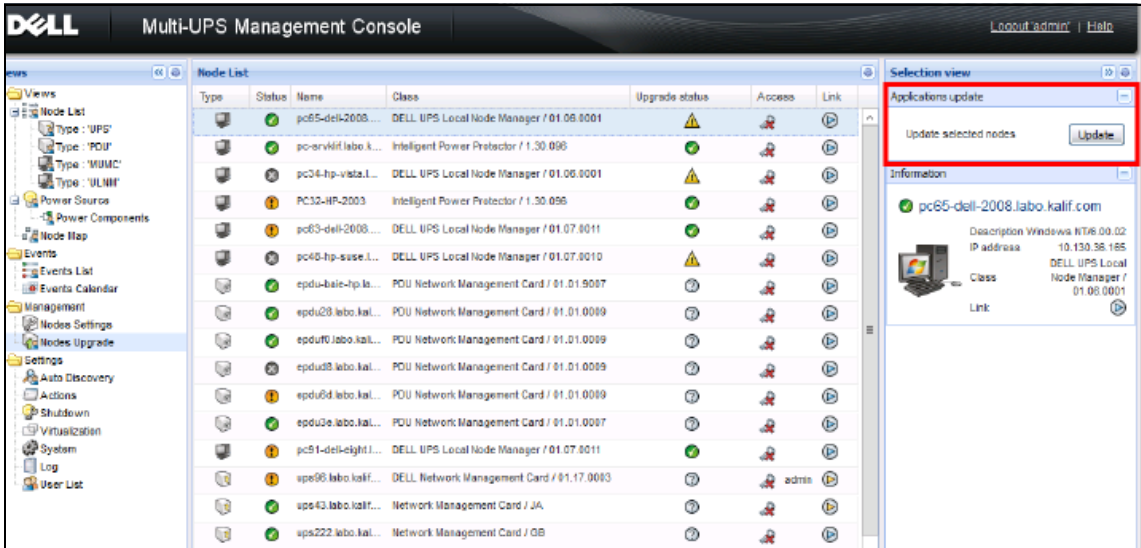 DELL Multi-UPS Management Console Logout 'admin' | Help
ews
Views
Node List
Type : 'UPS'
Type : 'PDU'
Type : 'MUMC'
Type : 'ULNM'
Power Source
Power Components
Node Map
Events
Events List
Events Calendar
Management
Nodes Settings
Nodes Upgrade
Settings
Auto Discovery
Actions
Shutdown
Virtualization
System
Log
User List
Node List
Type Status Name Class Upgrade status Access Link
pc65-dell-2008.... DELL UPS Local Node Manager / 01.06.0001
pc-srvklif.labo.k... Intelligent Power Protector / 1.30.096
pc34-hp-vista.l... DELL UPS Local Node Manager / 01.06.0001
PC32-HP-2003 Intelligent Power Protector / 1.30.096
pc63-dell-2008.... DELL UPS Local Node Manager / 01.07.0011
pc48-hp-suse.l... DELL UPS Local Node Manager / 01.07.0010
epdu-baie-hp.la... PDU Network Management Card / 01.01.9007
epdu28.labo.kal... PDU Network Management Card / 01.01.0009
epduf0.labo.kali... PDU Network Management Card / 01.01.0009
epdud8.labo.kal... PDU Network Management Card / 01.01.0009
epdu6d.labo.kal... PDU Network Management Card / 01.01.0009
epdu3e.labo.kal... PDU Network Management Card / 01.01.0007
pc91-dell-eight.l... DELL UPS Local Node Manager / 01.07.0011
ups96.labo.kalif... DELL Network Management Card / 01.17.0003 admin
ups43.labo.kalif... Network Management Card / JA
ups222.labo.kal... Network Management Card / GB
Selection view
Applications update
Update selected nodes Update
Information
pc65-dell-2008.labo.kalif.com
Description Windows NT/6.00.02
IP address 10.130.36.165
Class DELL UPS Local
Node Manager /
01.06.0001
Link